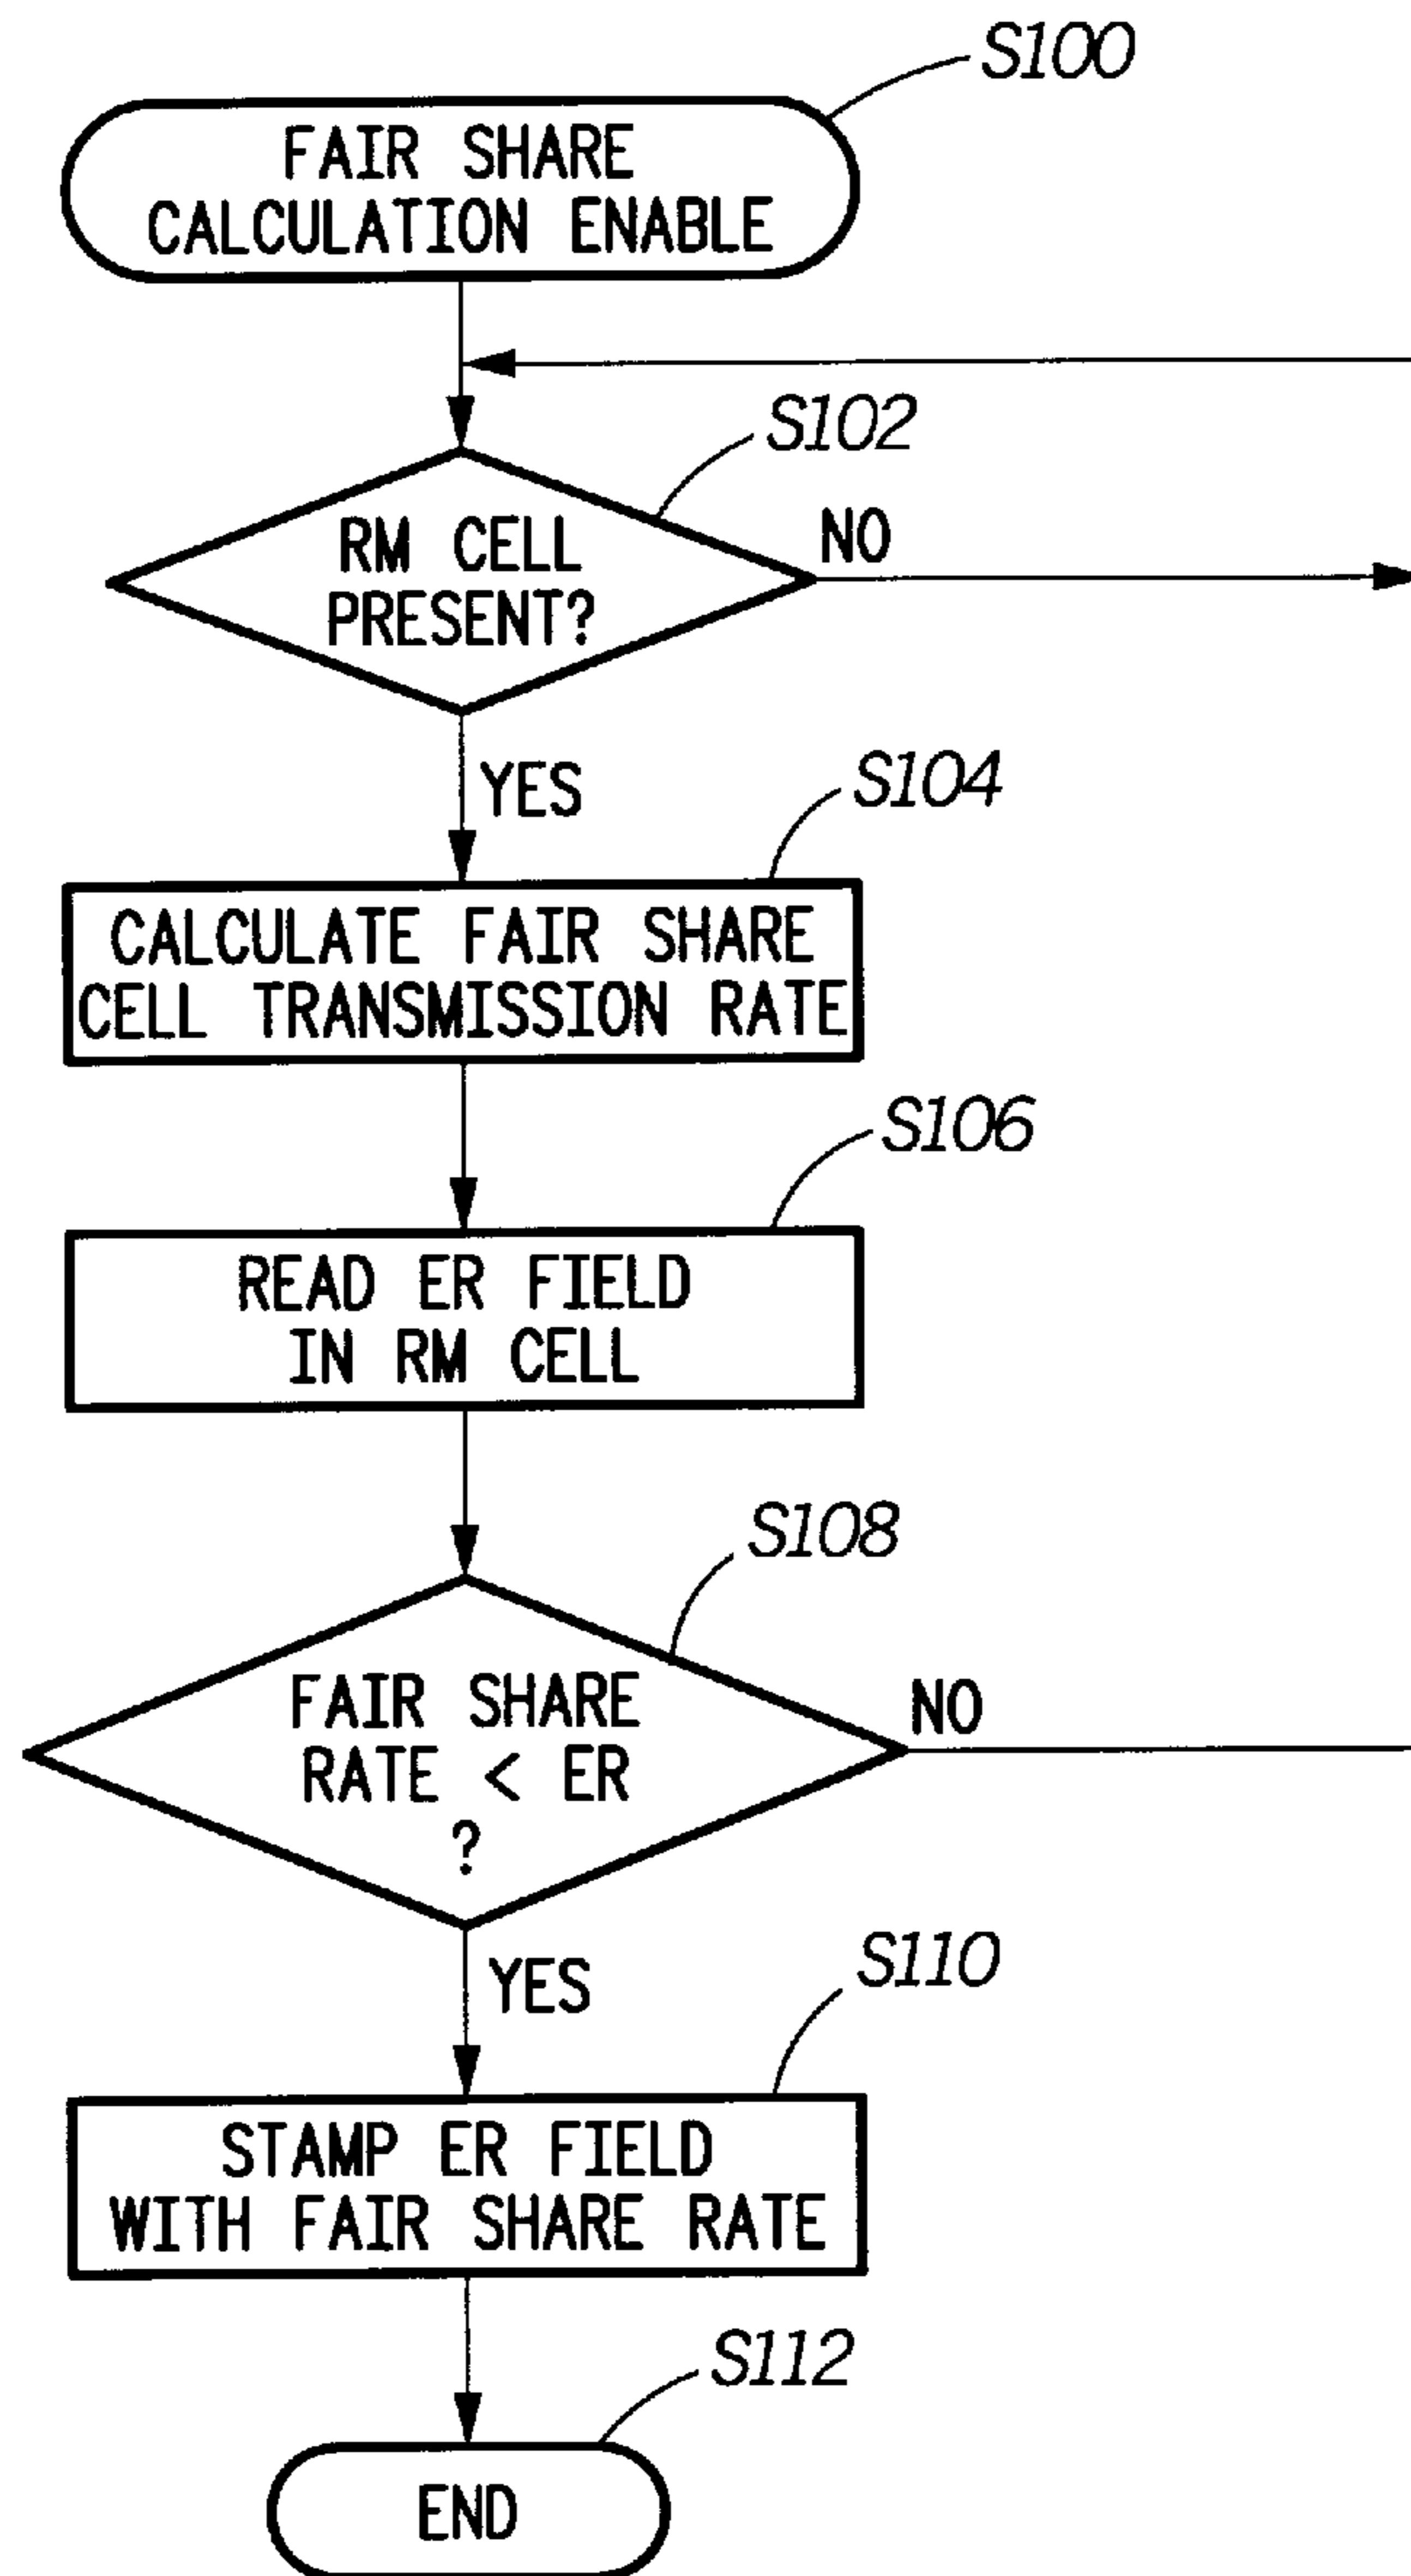 S100
FAIR SHARE
CALCULATION ENABLE
S102
RM CELL
PRESENT?
NO
YES
S104
CALCULATE FAIR SHARE
CELL TRANSMISSION RATE
S106
READ ER FIELD
IN RM CELL
S108
FAIR SHARE
RATE < ER
?
NO
YES
S110
STAMP ER FIELD
WITH FAIR SHARE RATE
S112
END